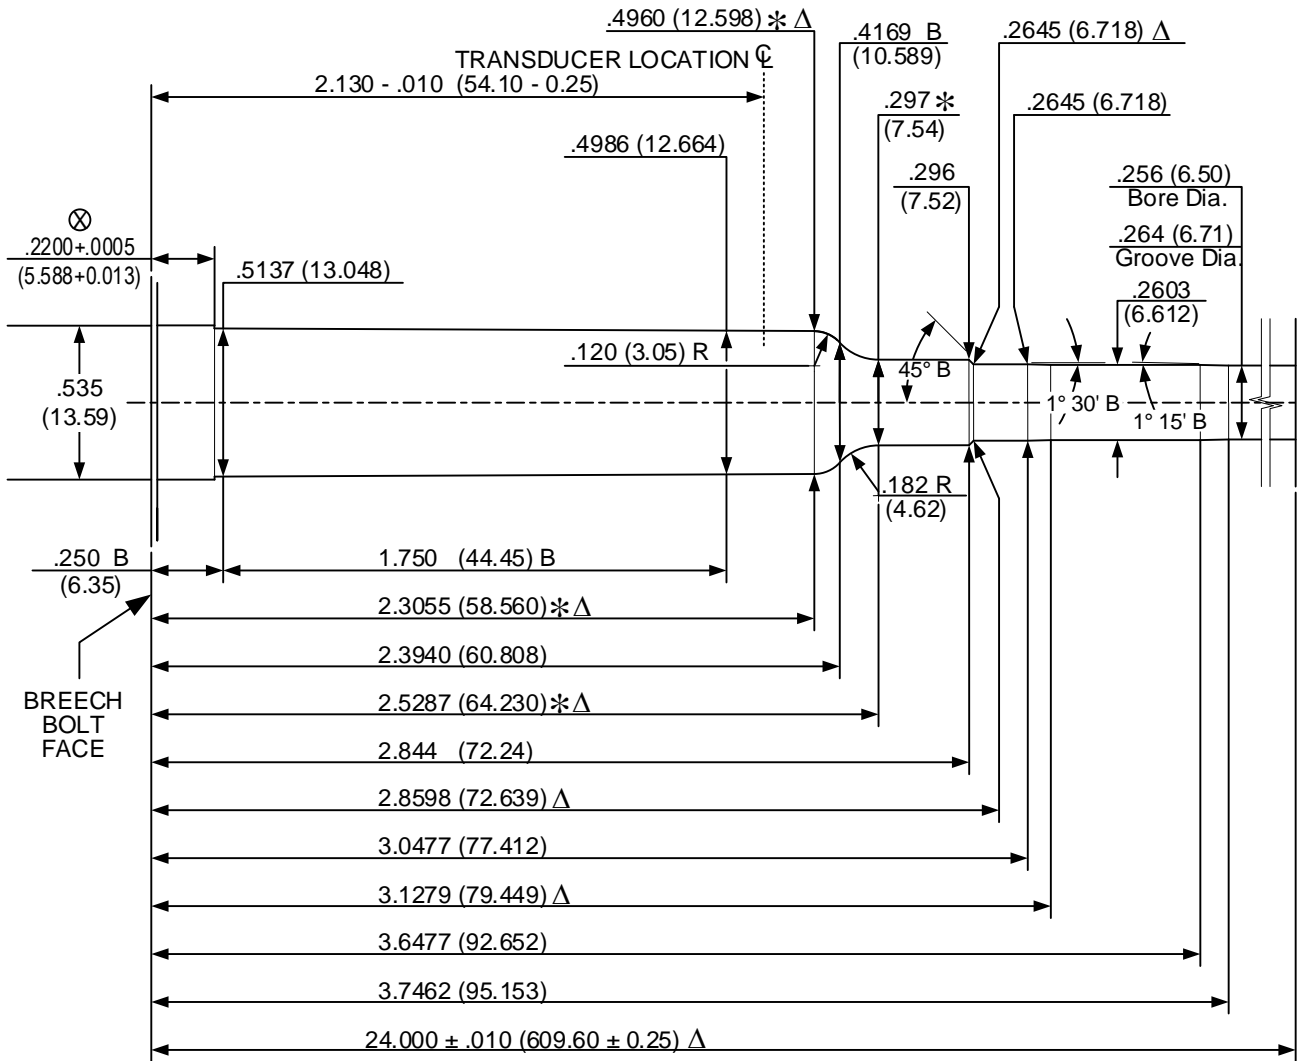 .4960 (12.598) ✻ Δ
.4169 B
(10.589)
.2645 (6.718) Δ
TRANSDUCER LOCATION ℄
2.130 - .010 (54.10 - 0.25)
.297 ✻
(7.54)
.2645 (6.718)
.4986 (12.664)
.296
(7.52)
.256 (6.50)
Bore Dia.
⊗
.2200+.0005
(5.588+0.013)
.264 (6.71)
Groove Dia.
.5137 (13.048)
.2603
(6.612)
.120 (3.05) R
45° B
.535
(13.59)
1° 30' B
1° 15' B
.182 R
(4.62)
.250 B
(6.35)
1.750 (44.45) B
2.3055 (58.560) ✻ Δ
2.3940 (60.808)
BREECH
BOLT
FACE
2.5287 (64.230) ✻ Δ
2.844 (72.24)
2.8598 (72.639) Δ
3.0477 (77.412)
3.1279 (79.449) Δ
3.6477 (92.652)
3.7462 (95.153)
24.000 ± .010 (609.60 ± 0.25) Δ